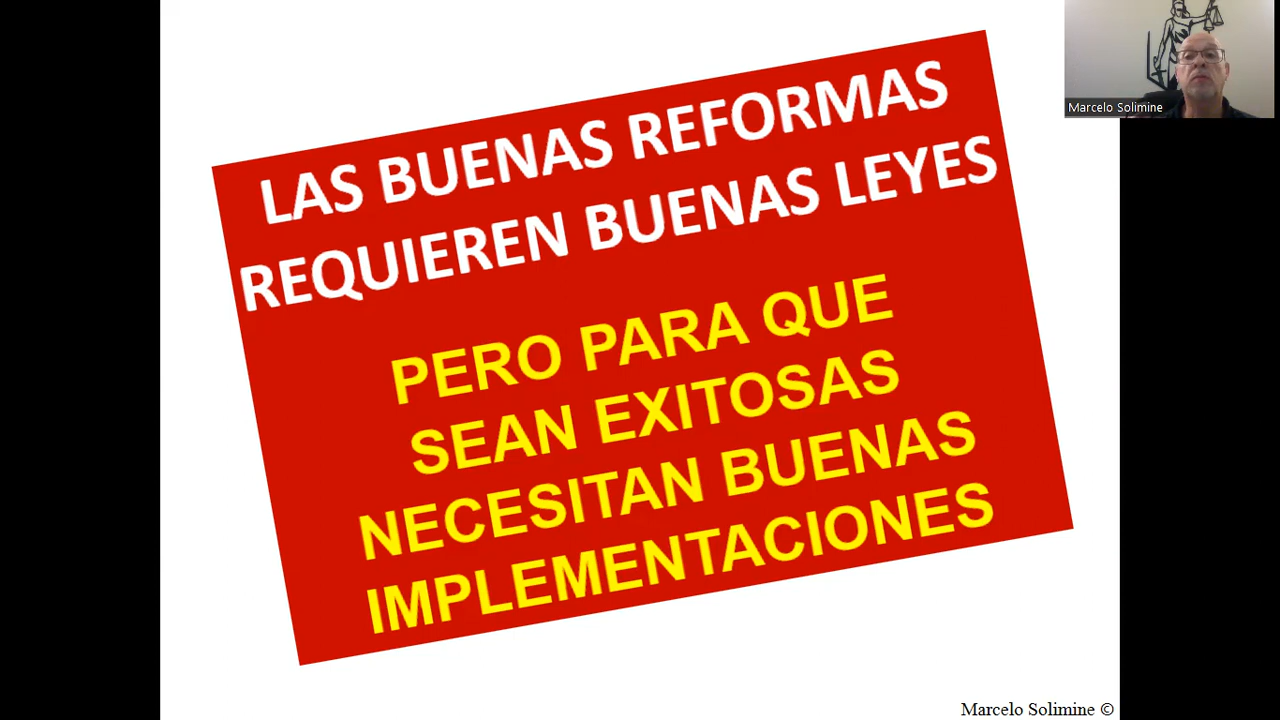 LAS BUENAS REFORMAS
REQUIEREN BUENAS LEYES
PERO PARA QUE
SEAN EXITOSAS
NECESITAN BUENAS
IMPLEMENTACIONES
Marcelo Solimine
Marcelo Solimine ©